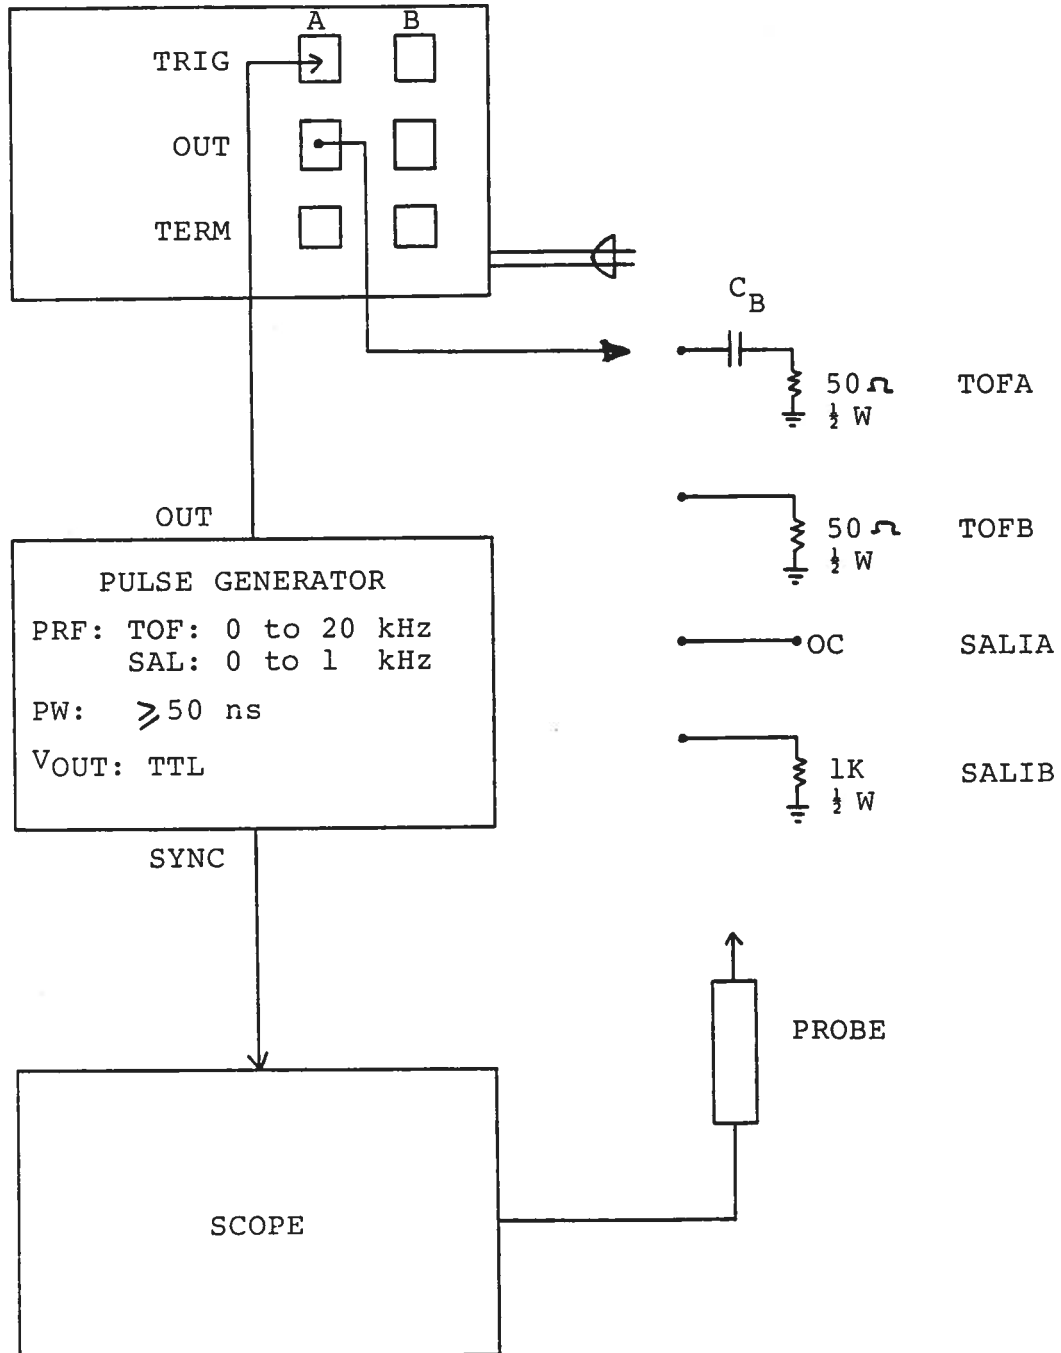 A B
TRIG
OUT
TERM
C_B
50Ω TOFA
½ W
OUT
50Ω TOFB
½ W
PULSE GENERATOR
PRF: TOF: 0 to 20 kHz
SAL: 0 to 1 kHz
PW: ⩾50 ns
V_OUT: TTL
OC SALIA
1K SALIB
½ W
SYNC
PROBE
SCOPE